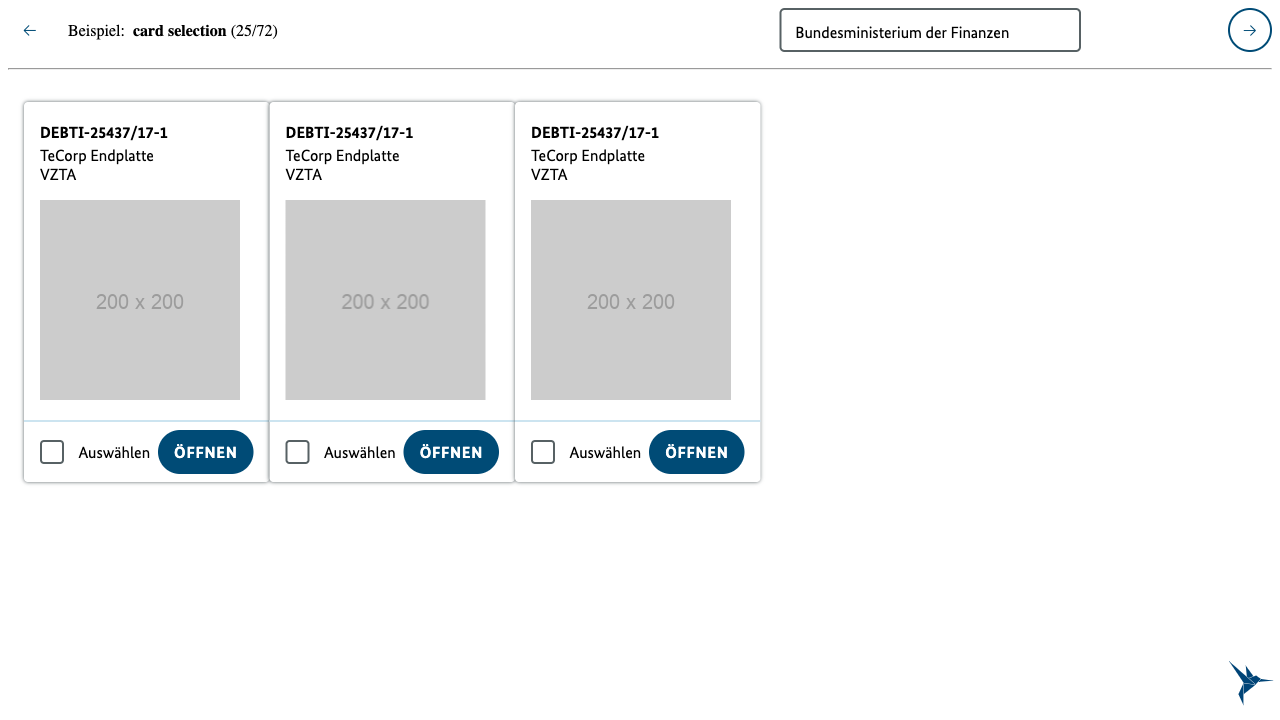 ← Beispiel: card selection (25/72)
Bundesministerium der Finanzen
→
DEBTI-25437/17-1
TeCorp Endplatte
VZTA
200 x 200
Auswählen ÖFFNEN
DEBTI-25437/17-1
TeCorp Endplatte
VZTA
200 x 200
Auswählen ÖFFNEN
DEBTI-25437/17-1
TeCorp Endplatte
VZTA
200 x 200
Auswählen ÖFFNEN